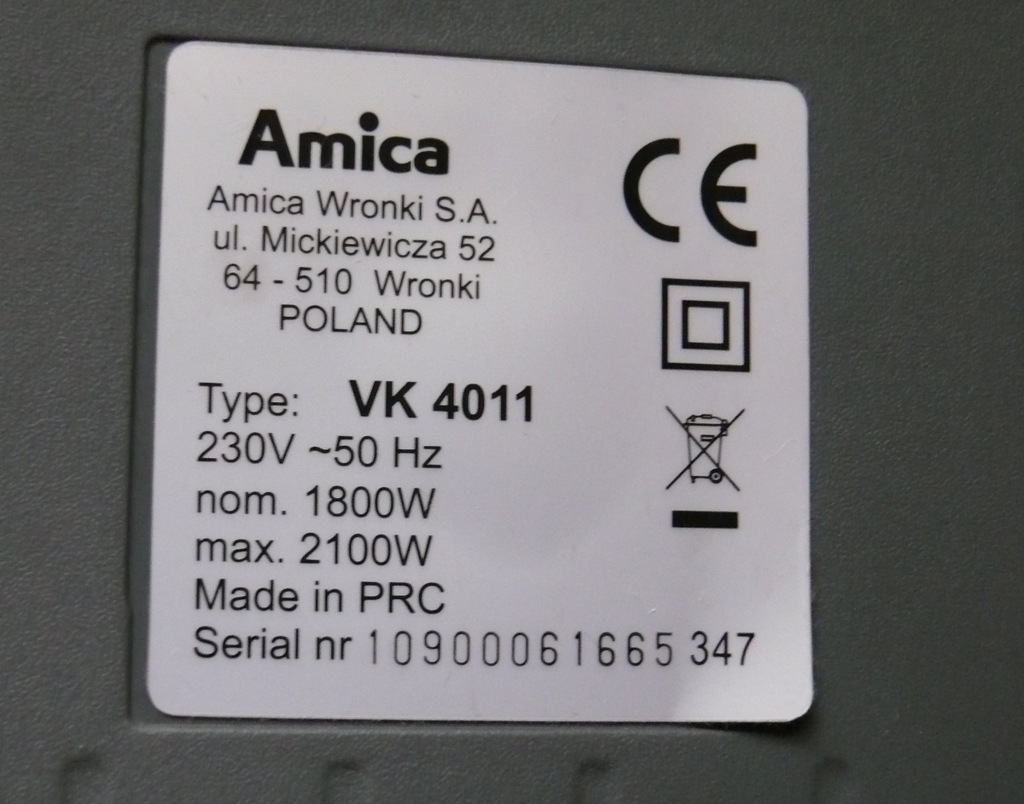 Amica
Amica Wronki S.A.
ul. Mickiewicza 52
64 - 510 Wronki
POLAND
CE
Type: VK 4011
230V ~50 Hz
nom. 1800W
max. 2100W
Made in PRC
Serial nr 10900061665 347